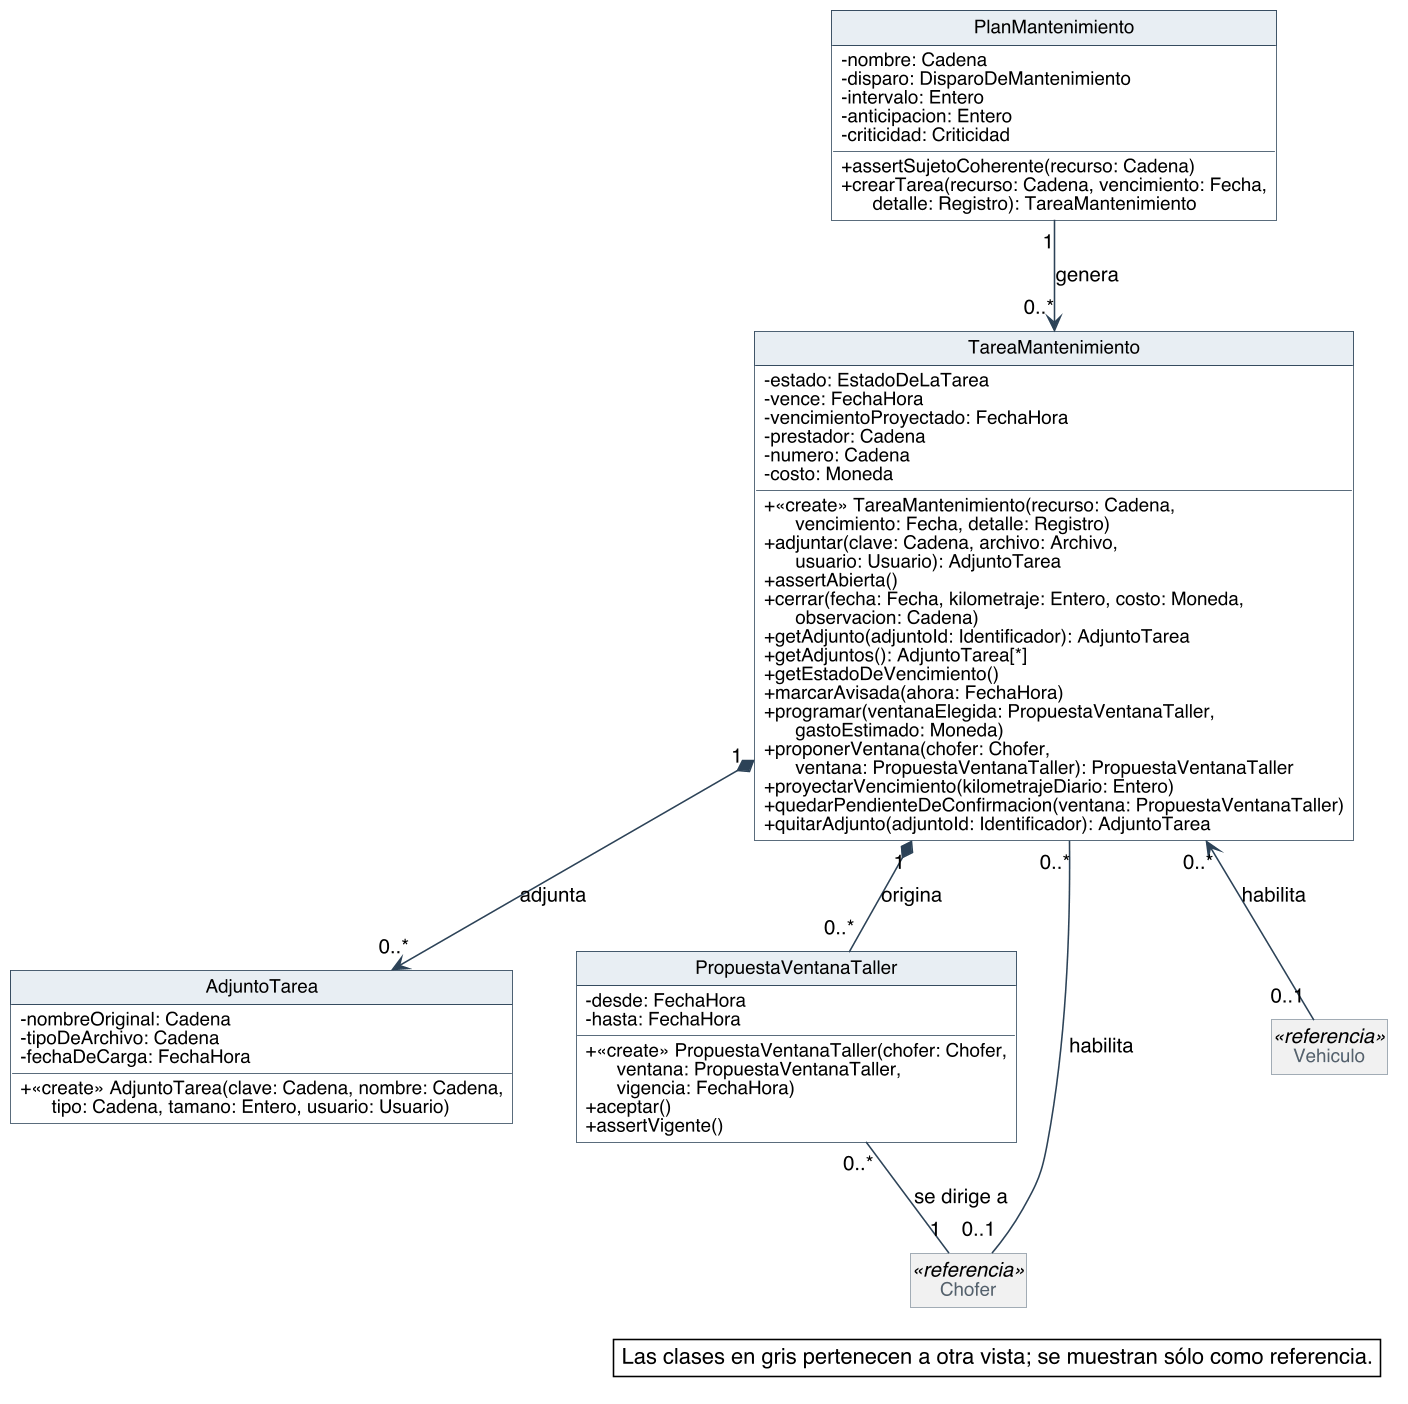 PlanMantenimiento
-nombre: Cadena
-disparo: DisparoDeMantenimiento
-intervalo: Entero
-anticipacion: Entero
-criticidad: Criticidad
+assertSujetoCoherente(recurso: Cadena)
+crearTarea(recurso: Cadena, vencimiento: Fecha,
detalle: Registro): TareaMantenimiento
1
genera
0..*
TareaMantenimiento
-estado: EstadoDeLaTarea
-vence: FechaHora
-vencimientoProyectado: FechaHora
-prestador: Cadena
-numero: Cadena
-costo: Moneda
+«create» TareaMantenimiento(recurso: Cadena,
vencimiento: Fecha, detalle: Registro)
+adjuntar(clave: Cadena, archivo: Archivo,
usuario: Usuario): AdjuntoTarea
+assertAbierta()
+cerrar(fecha: Fecha, kilometraje: Entero, costo: Moneda,
observacion: Cadena)
+getAdjunto(adjuntoId: Identificador): AdjuntoTarea
+getAdjuntos(): AdjuntoTarea[*]
+getEstadoDeVencimiento()
+marcarAvisada(ahora: FechaHora)
+programar(ventanaElegida: PropuestaVentanaTaller,
gastoEstimado: Moneda)
+proponerVentana(chofer: Chofer,
ventana: PropuestaVentanaTaller): PropuestaVentanaTaller
+proyectarVencimiento(kilometrajeDiario: Entero)
+quedarPendienteDeConfirmacion(ventana: PropuestaVentanaTaller)
+quitarAdjunto(adjuntoId: Identificador): AdjuntoTarea
1
1
0..*
0..*
adjunta
origina
habilita
0..*
0..*
0..1
AdjuntoTarea
-nombreOriginal: Cadena
-tipoDeArchivo: Cadena
-fechaDeCarga: FechaHora
+«create» AdjuntoTarea(clave: Cadena, nombre: Cadena,
tipo: Cadena, tamano: Entero, usuario: Usuario)
PropuestaVentanaTaller
-desde: FechaHora
-hasta: FechaHora
+«create» PropuestaVentanaTaller(chofer: Chofer,
ventana: PropuestaVentanaTaller,
vigencia: FechaHora)
+aceptar()
+assertVigente()
habilita
«referencia»
Vehiculo
0..*
se dirige a
1
0..1
«referencia»
Chofer
Las clases en gris pertenecen a otra vista; se muestran sólo como referencia.